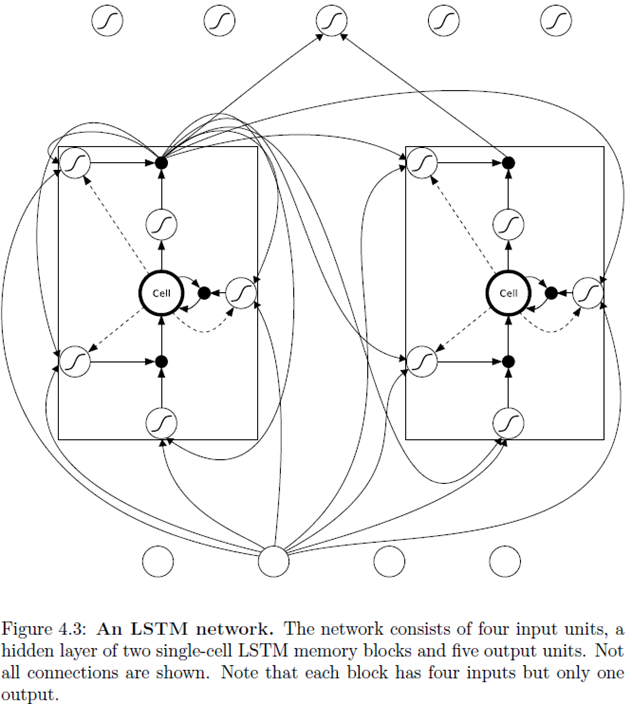 Cell
Cell
Figure 4.3: An LSTM network. The network consists of four input units, a
hidden layer of two single-cell LSTM memory blocks and five output units. Not
all connections are shown. Note that each block has four inputs but only one
output.